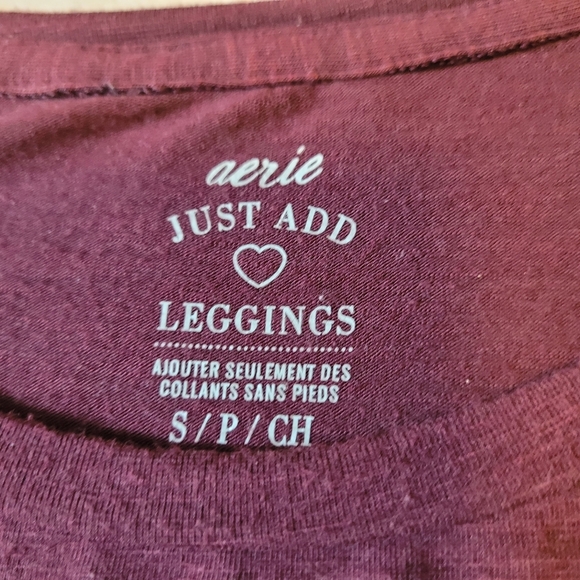 aerie
JUST ADD
LEGGINGS
AJOUTER SEULEMENT DES
COLLANTS SANS PIEDS
S / P / CH